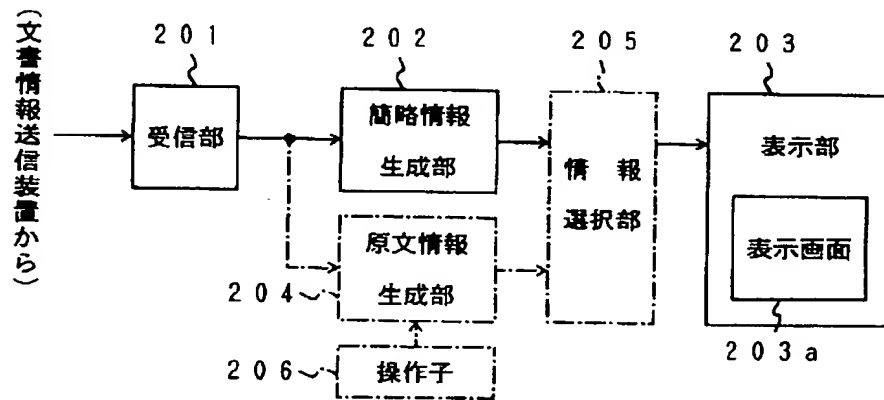 (文書情報送信装置から)
201
202
205
203
受信部
簡略情報
生成部
情報
選択部
表示部
表示画面
原文情報
生成部
204
203a
206
操作子